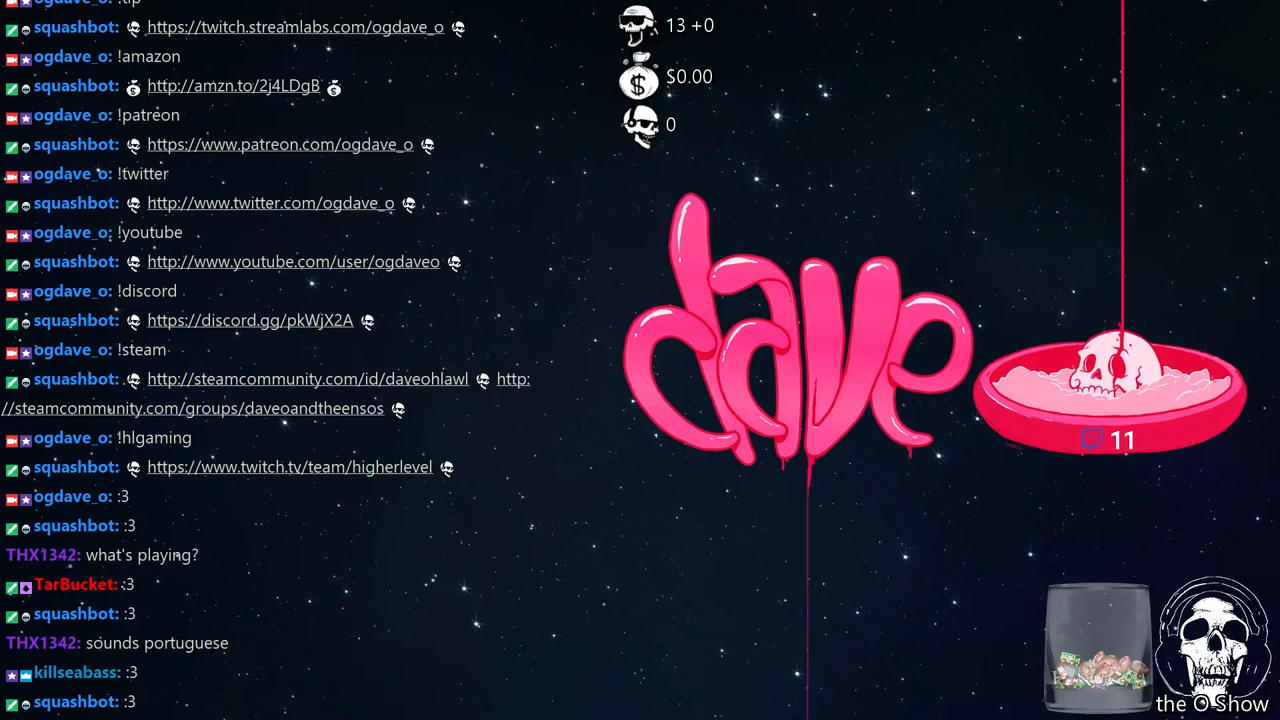 ogdave_o: !tip
squashbot: https://twitch.streamlabs.com/ogdave_o
ogdave_o: !amazon
squashbot: http://amzn.to/2j4LDgB
ogdave_o: !patreon
squashbot: https://www.patreon.com/ogdave_o
ogdave_o: !twitter
squashbot: http://www.twitter.com/ogdave_o
ogdave_o: !youtube
squashbot: http://www.youtube.com/user/ogdaveo
ogdave_o: !discord
squashbot: https://discord.gg/pkWjX2A
ogdave_o: !steam
squashbot: http://steamcommunity.com/id/daveohlawl http:
//steamcommunity.com/groups/daveoandtheensos
ogdave_o: !hlgaming
squashbot: https://www.twitch.tv/team/higherlevel
ogdave_o: :3
squashbot: :3
THX1342: what's playing?
TarBucket: :3
squashbot: :3
THX1342: sounds portuguese
killseabass: :3
squashbot: :3
13 +0
$0.00
0
dave
11
the O Show